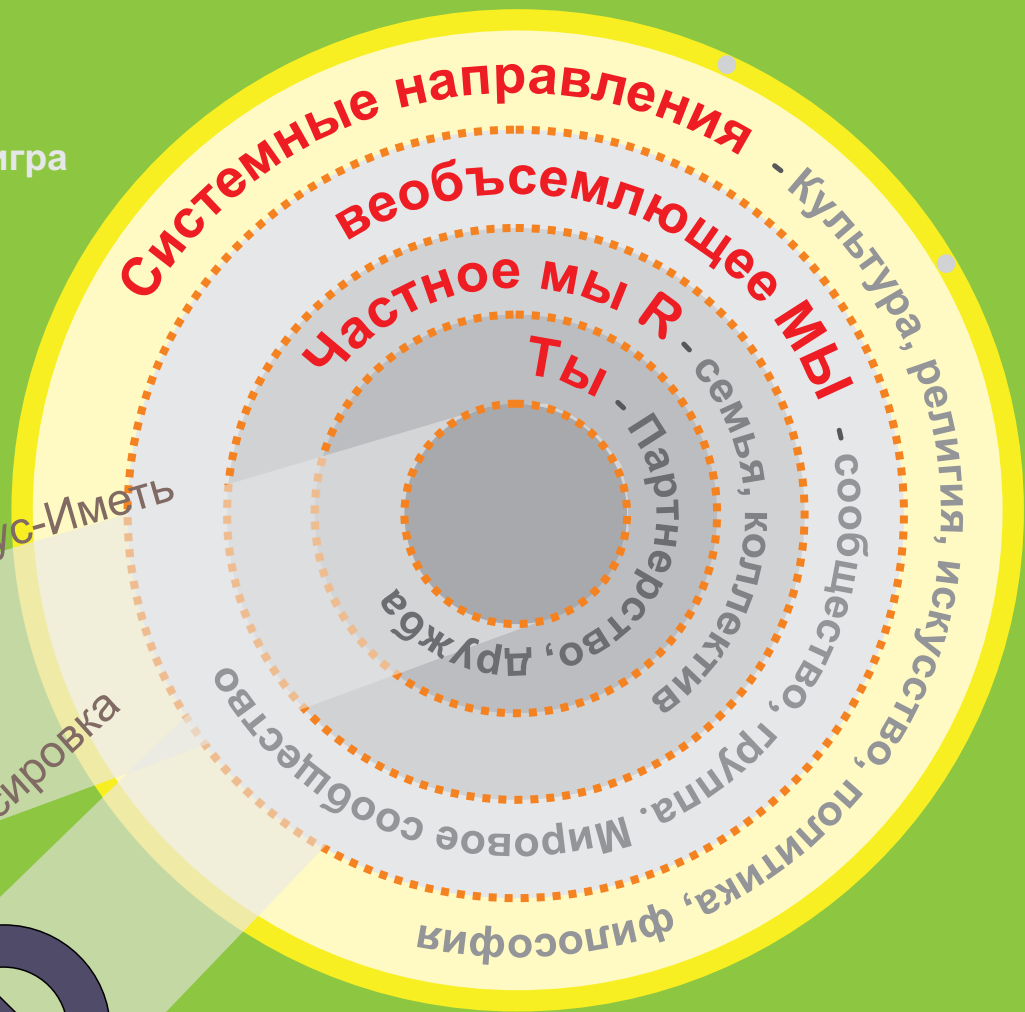 Системные направления - Культура, религия, искусство, политика, философия
веобъсемлющее МЫ - сообщество, группа. Мировое сообщество
Частное мы R - семья, коллектив
Ты - Партнерство, дружба
игра
ус-Иметь
сировка